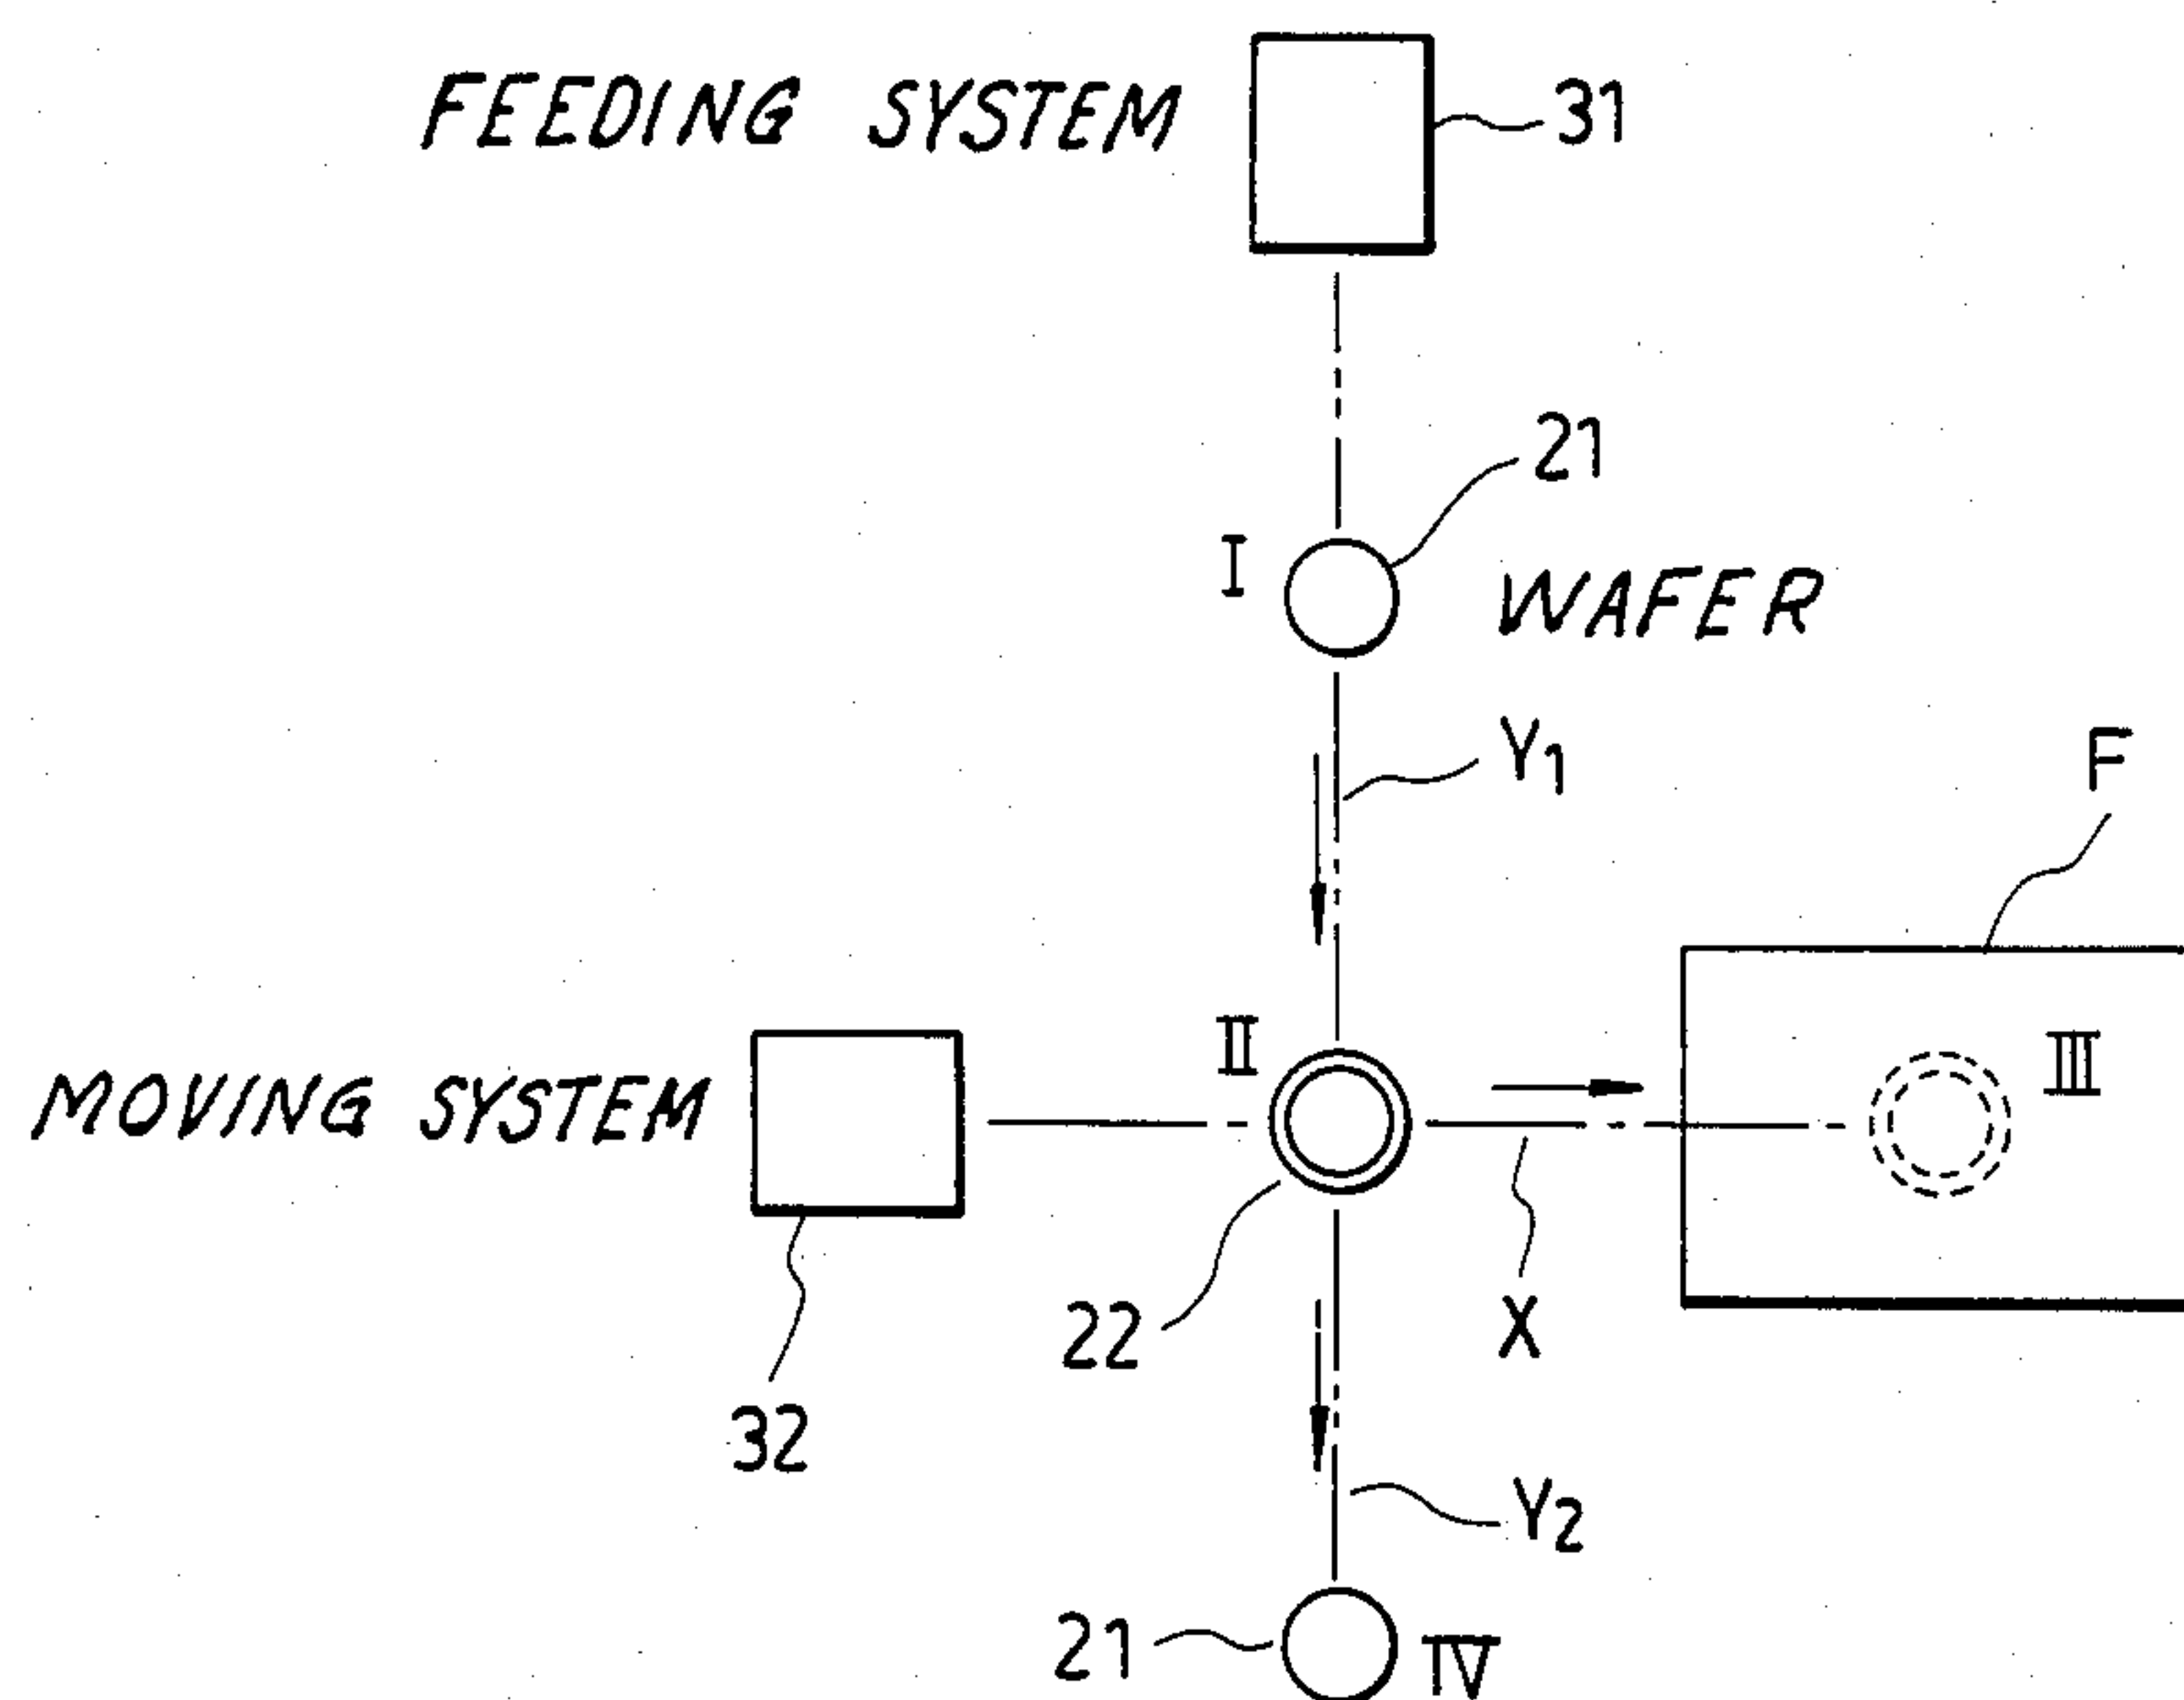 FEEDING SYSTEM
31
21
I
WAFER
Y1
F
II
III
MOVING SYSTEM
22
X
32
Y2
21
IV